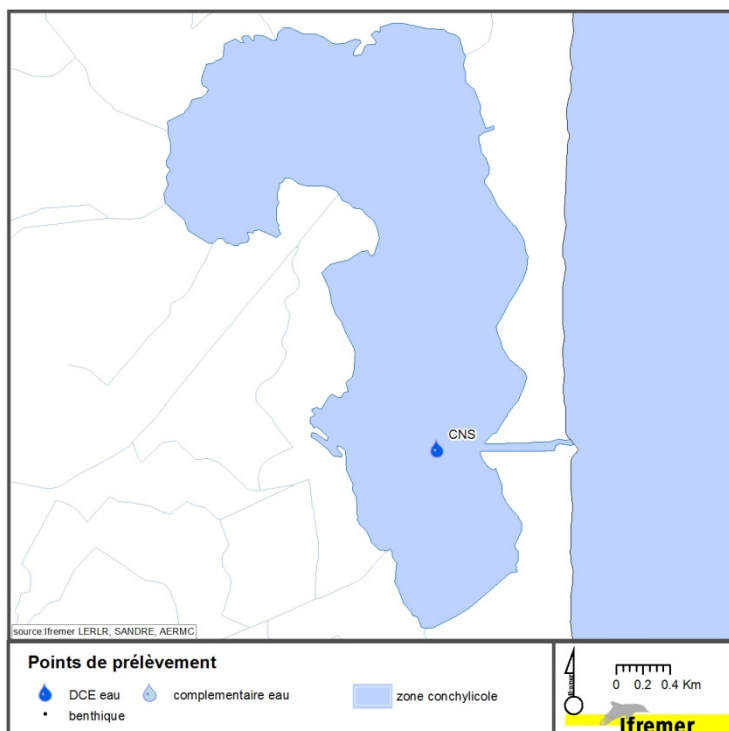 CNS
source:Ifremer LERLR, SANDRE, AERMC
Points de prélèvement
DCE eau
complementaire eau
zone conchylicole
benthique
0 0.2 0.4 Km
Ifremer